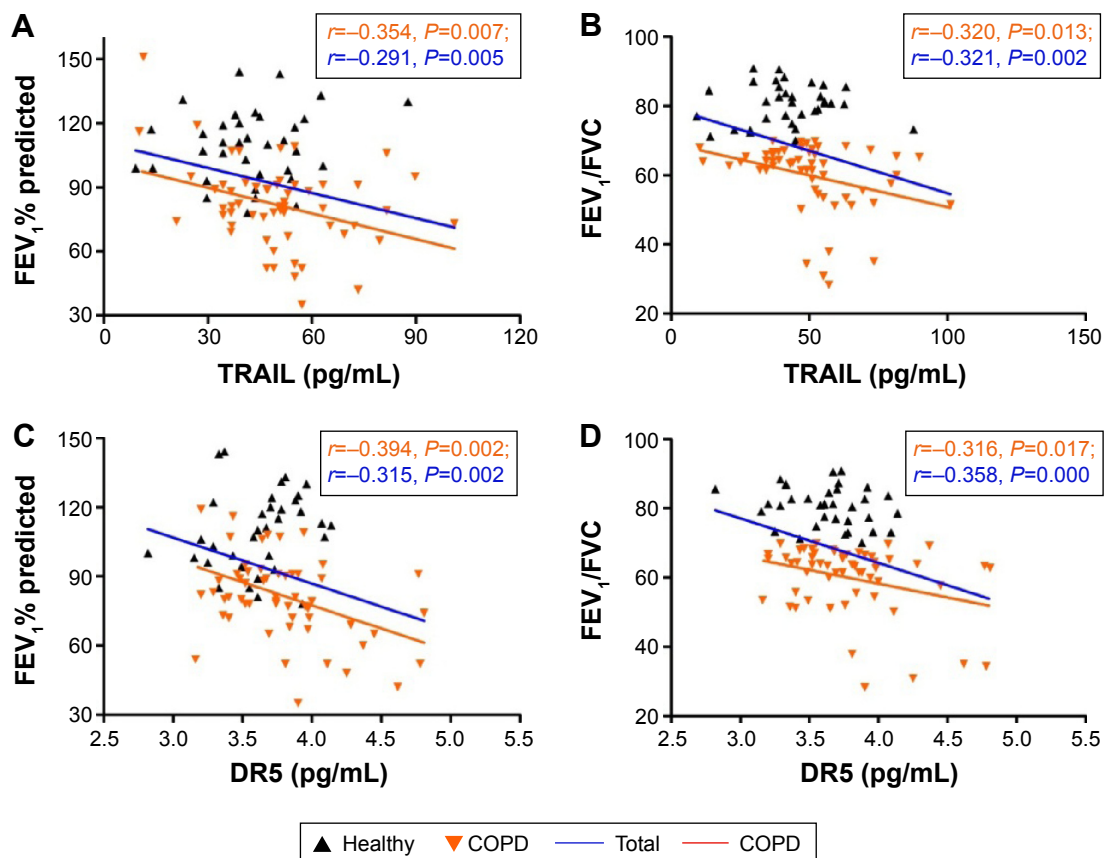 A
r=–0.354, P=0.007;
r=–0.291, P=0.005
FEV₁% predicted
150
120
90
60
30
0 30 60 90 120
TRAIL (pg/mL)
B
r=–0.320, P=0.013;
r=–0.321, P=0.002
FEV₁/FVC
100
80
60
40
20
0 50 100 150
TRAIL (pg/mL)
C
r=–0.394, P=0.002;
r=–0.315, P=0.002
FEV₁% predicted
150
120
90
60
30
2.5 3.0 3.5 4.0 4.5 5.0 5.5
DR5 (pg/mL)
D
r=–0.316, P=0.017;
r=–0.358, P=0.000
FEV₁/FVC
100
80
60
40
20
2.5 3.0 3.5 4.0 4.5 5.0 5.5
DR5 (pg/mL)
Healthy COPD Total COPD